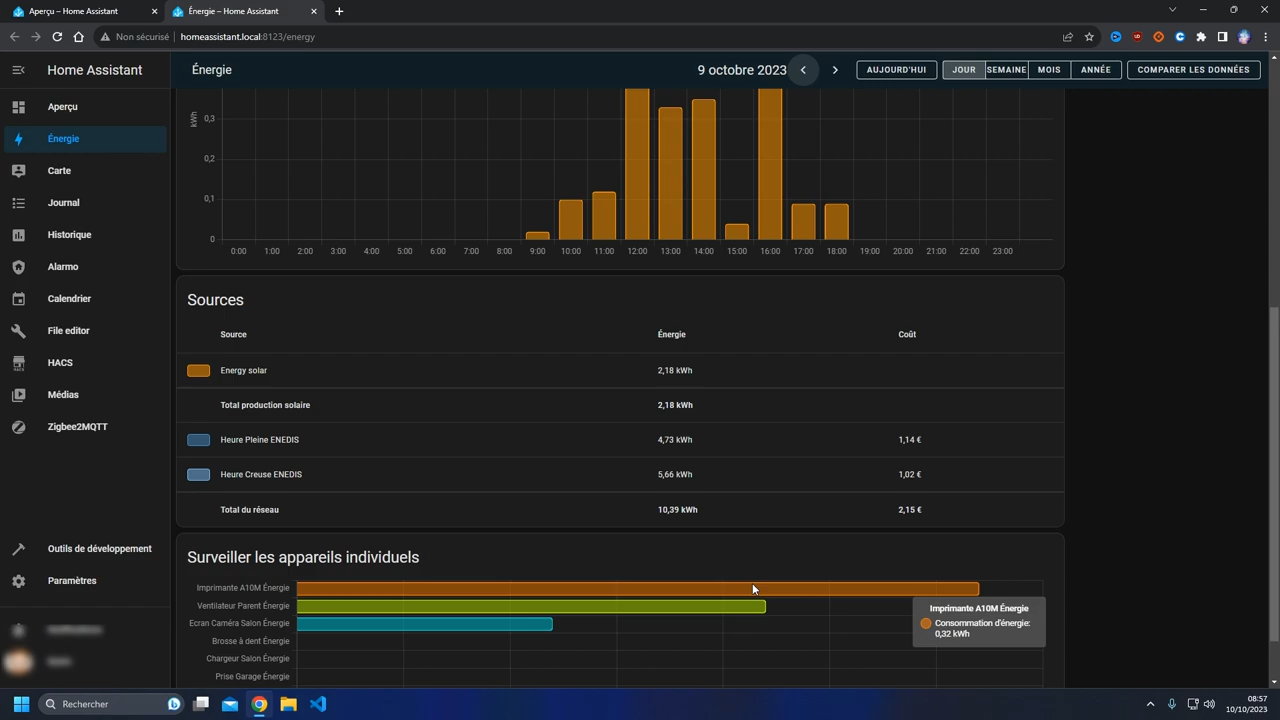 Aperçu – Home Assistant
Énergie – Home Assistant
Non sécurisé
homeassistant.local:8123/energy
Home Assistant
Énergie
9 octobre 2023
AUJOURD'HUI
JOUR
SEMAINE
MOIS
ANNÉE
COMPARER LES DONNÉES
Aperçu
Énergie
Carte
Journal
Historique
Alarmo
Calendrier
File editor
HACS
Médias
Zigbee2MQTT
Outils de développement
Paramètres
kWh
0,3
0,2
0,1
0
0:00 1:00 2:00 3:00 4:00 5:00 6:00 7:00 8:00 9:00 10:00 11:00 12:00 13:00 14:00 15:00 16:00 17:00 18:00 19:00 20:00 21:00 22:00 23:00
Sources
Source Énergie Coût
Energy solar 2,18 kWh
Total production solaire 2,18 kWh
Heure Pleine ENEDIS 4,73 kWh 1,14 €
Heure Creuse ENEDIS 5,66 kWh 1,02 €
Total du réseau 10,39 kWh 2,15 €
Surveiller les appareils individuels
Imprimante A10M Énergie
Ventilateur Parent Énergie
Ecran Caméra Salon Énergie
Brosse à dent Énergie
Chargeur Salon Énergie
Prise Garage Énergie
Imprimante A10M Énergie
Consommation d'énergie:
0,32 kWh
Rechercher
08:57
10/10/2023